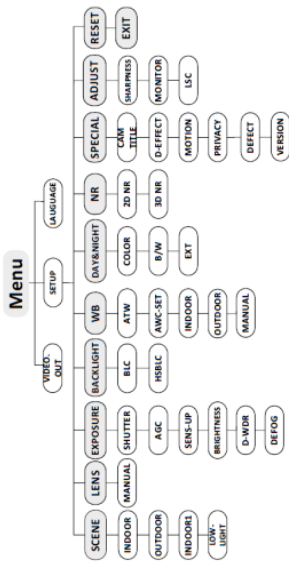 Menu
VIDEO.
OUT
SETUP
LAUGUAGE
SCENE
INDOOR
OUTDOOR
INDOOR1
LOW-
LIGHT
LENS
MANUAL
EXPOSURE
SHUTTER
AGC
SENS-UP
BRIGHTNESS
D-WDR
DEFOG
BACKLIGHT
BLC
HSBLC
WB
ATW
AWC-SET
INDOOR
OUTDOOR
MANUAL
DAY&NIGHT
COLOR
B/W
EXT
NR
2D NR
3D NR
SPECIAL
CAM
TITLE
D-EFFECT
MOTION
PRIVACY
DEFECT
VERSION
ADJUST
SHARPNESS
MONITOR
LSC
RESET
EXIT